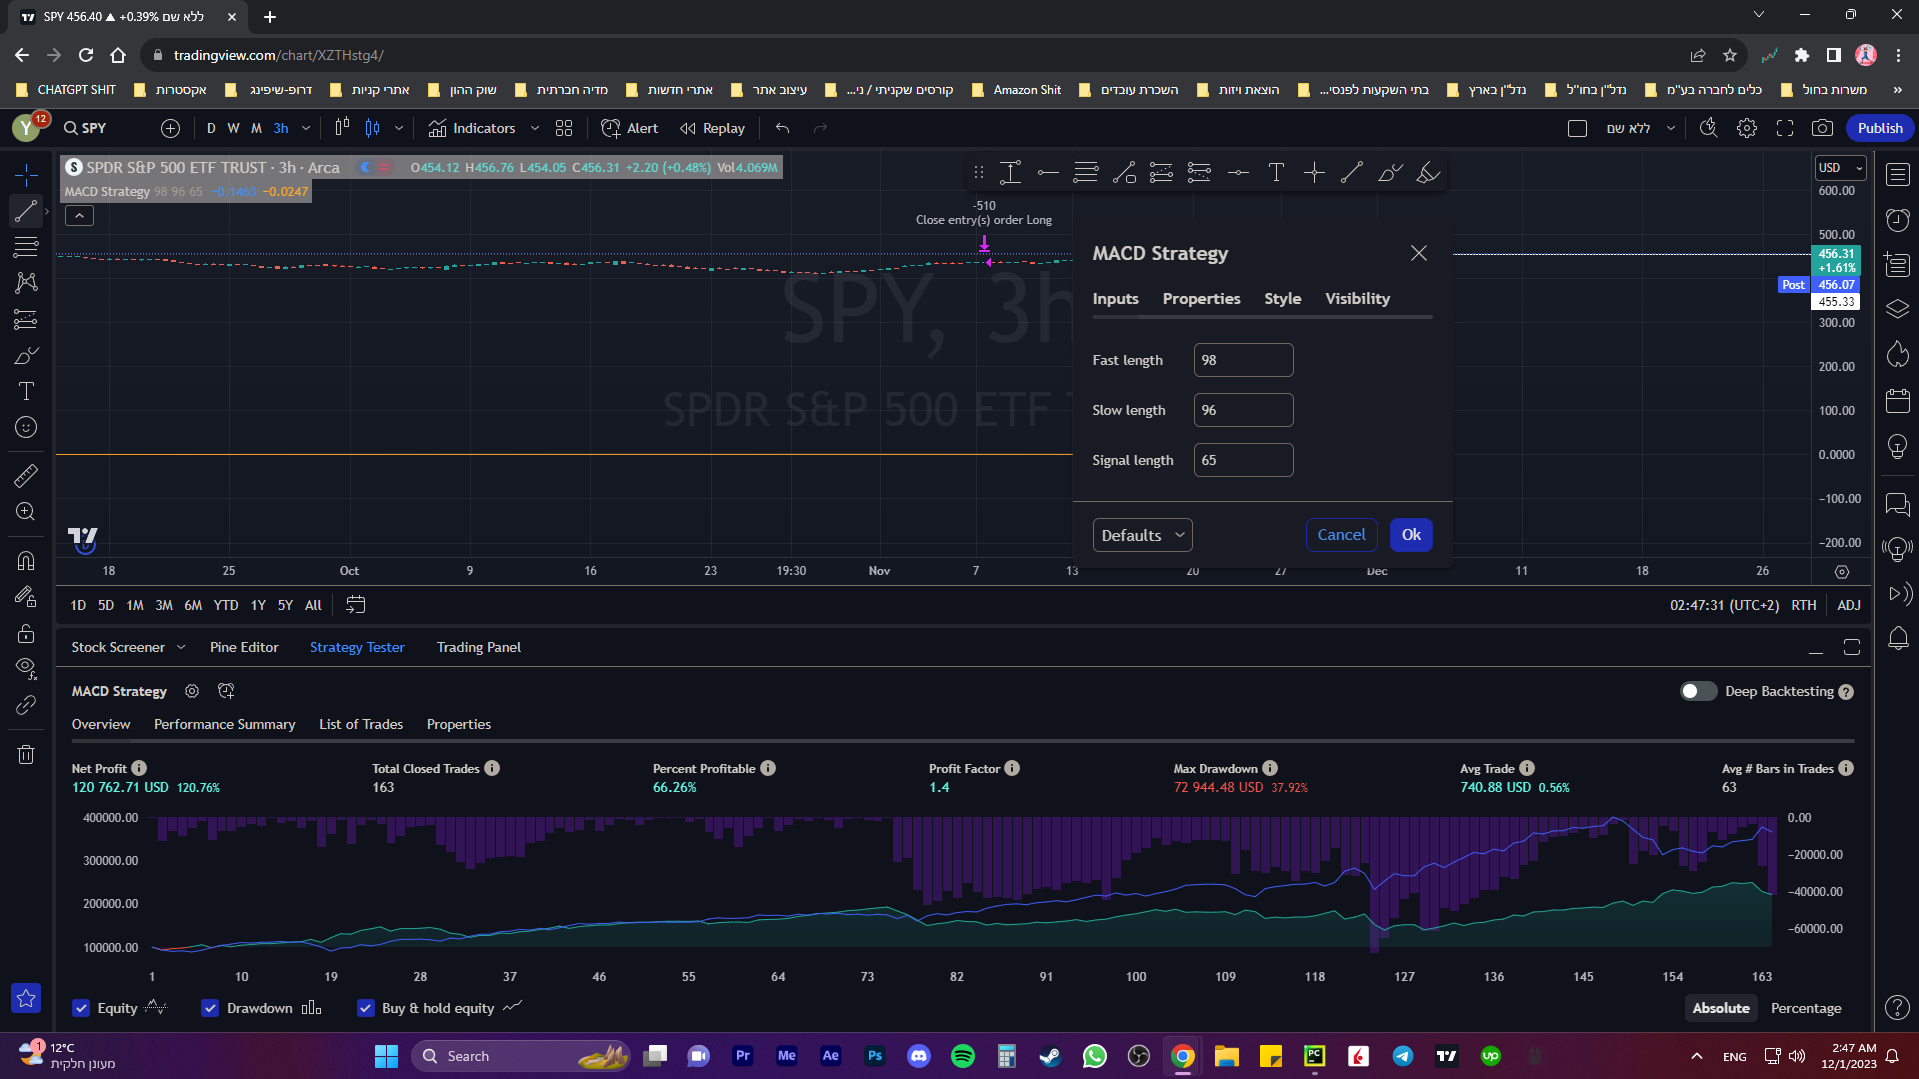 SPY 456.40 ▲ +0.39% ללא שם
tradingview.com/chart/XZTHstg4/
CHATGPT SHIT
אקסטרות
דרופ-שיפינג
אתרי קניות
שוק ההון
מדיה חברתית
אתרי חדשות
עיצוב אתר
קורסים שקניתי / ני...
Amazon Shit
השכרת עובדים
הוצאת ויזות
בתי השקעות לפנסי...
נדל"ן בארץ
נדל"ן בחו"ל
כלים לחברה בע"מ
משרות בחול
»
Y 12
SPY
D W M 3h
Indicators
Alert
Replay
ללא שם
Publish
S SPDR S&P 500 ETF TRUST · 3h · Arca
O454.12 H456.76 L454.05 C456.31 +2.20 (+0.48%) Vol4.069M
MACD Strategy 98 96 65 −0.1463 −0.0247
-510
Close entry(s) order Long
SPY, 3h
SPDR S&P 500 ETF T
USD
600.00
500.00
456.31
+1.61%
Post 456.07
455.33
300.00
200.00
100.00
0.0000
−100.00
−200.00
MACD Strategy
Inputs Properties Style Visibility
Fast length 98
Slow length 96
Signal length 65
Defaults
Cancel
Ok
18 25 Oct 9 16 23 19:30 Nov 7 13 20 27 Dec 11 18 26
1D 5D 1M 3M 6M YTD 1Y 5Y All
02:47:31 (UTC+2) RTH ADJ
Stock Screener Pine Editor Strategy Tester Trading Panel
MACD Strategy
Deep Backtesting ?
Overview Performance Summary List of Trades Properties
Net Profit
120 762.71 USD 120.76%
Total Closed Trades
163
Percent Profitable
66.26%
Profit Factor
1.4
Max Drawdown
72 944.48 USD 37.92%
Avg Trade
740.88 USD 0.56%
Avg # Bars in Trades
63
400000.00
300000.00
200000.00
100000.00
0.00
−20000.00
−40000.00
−60000.00
1 10 19 28 37 46 55 64 73 82 91 100 109 118 127 136 145 154 163
Equity
Drawdown
Buy & hold equity
Absolute Percentage
1
12°C
מעונן חלקית
Search
Pr
Me
Ae
Ps
PC
up
ENG
2:47 AM
12/1/2023